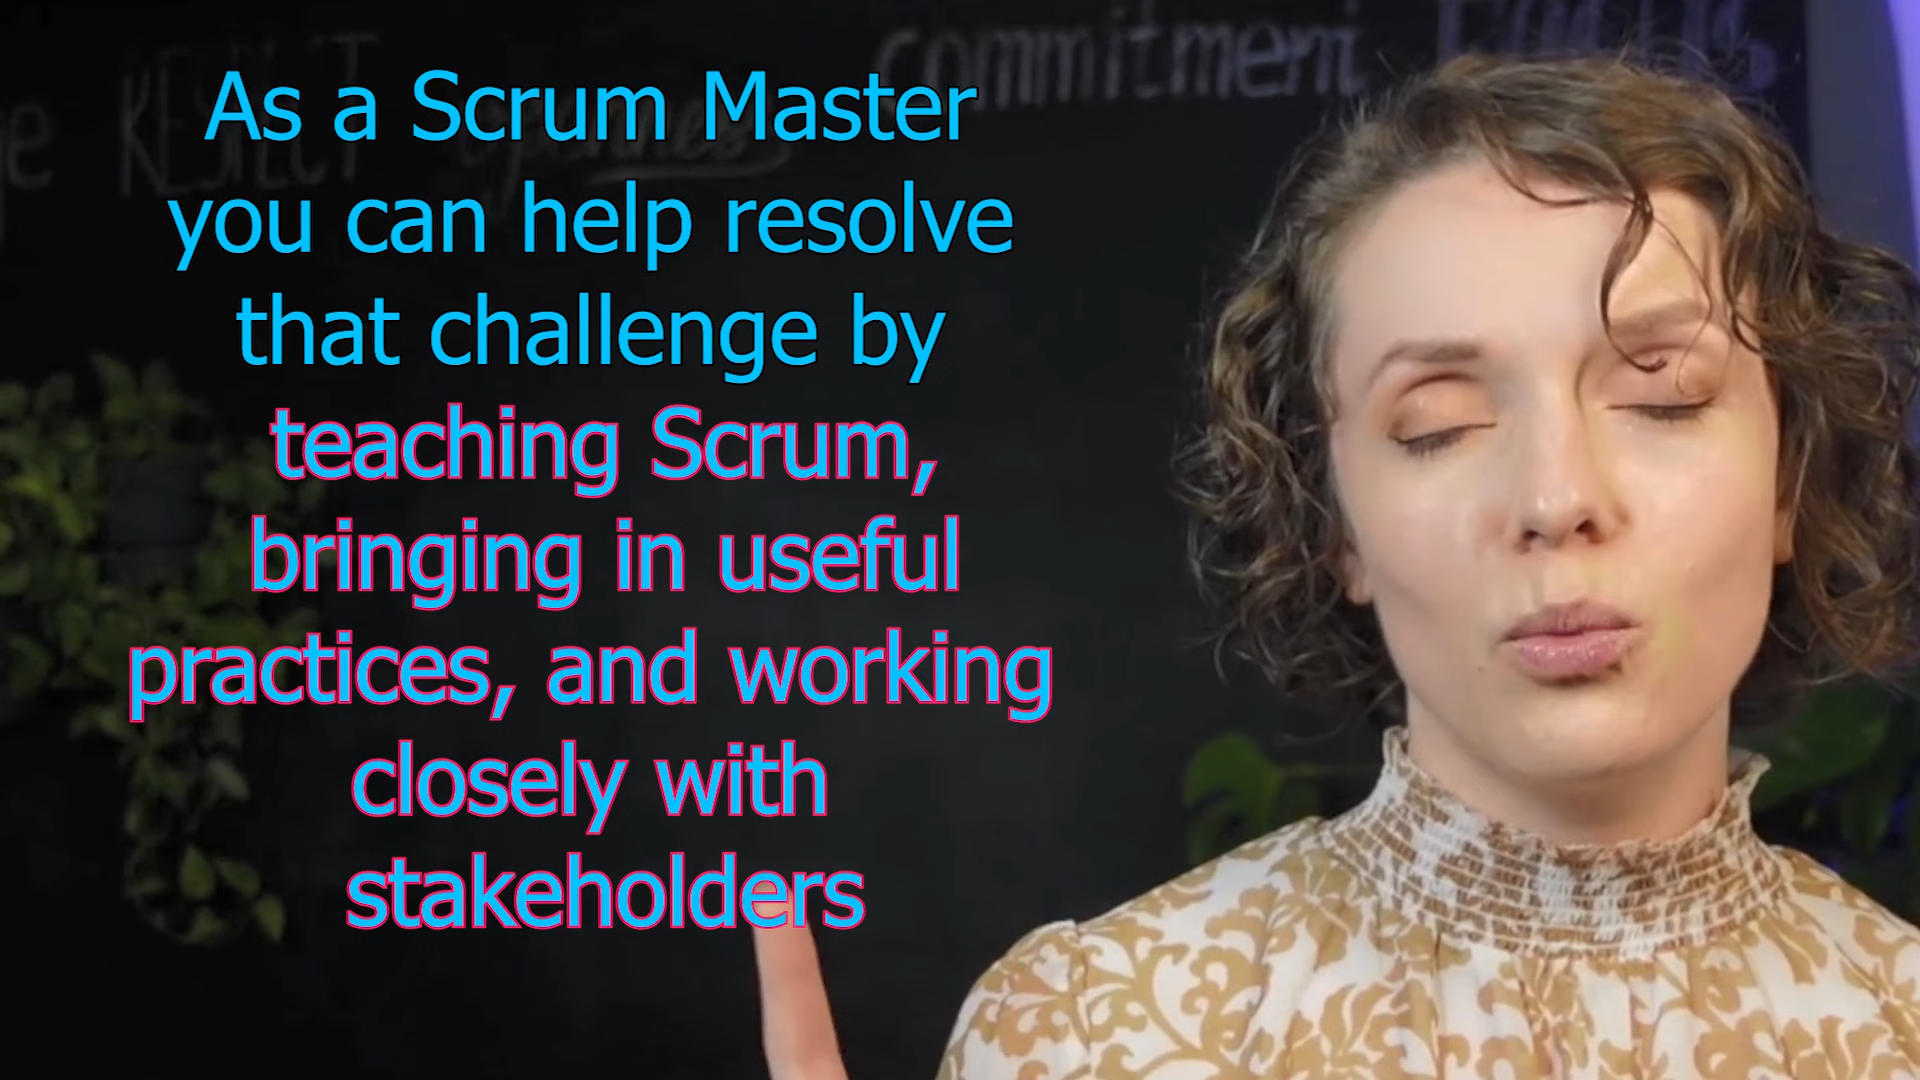 commitment
RESPECT
As a Scrum Master
you can help resolve
that challenge by
teaching Scrum,
bringing in useful
practices, and working
closely with
stakeholders